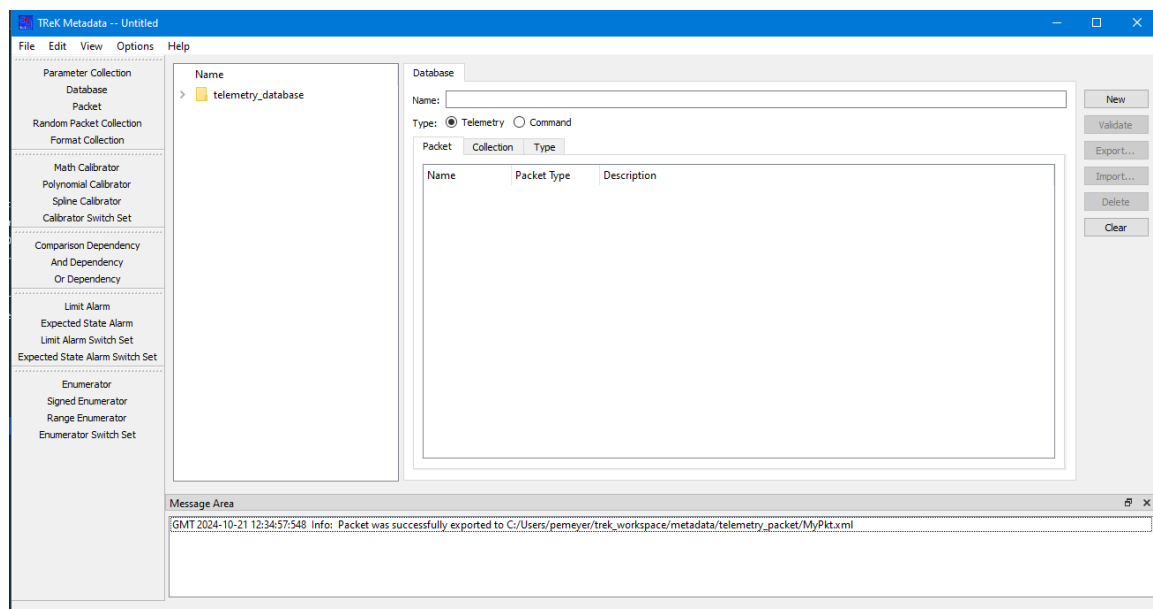 TReK Metadata -- Untitled
File Edit View Options Help
Parameter Collection
Database
Packet
Random Packet Collection
Format Collection
Math Calibrator
Polynomial Calibrator
Spline Calibrator
Calibrator Switch Set
Comparison Dependency
And Dependency
Or Dependency
Limit Alarm
Expected State Alarm
Limit Alarm Switch Set
Expected State Alarm Switch Set
Enumerator
Signed Enumerator
Range Enumerator
Enumerator Switch Set
Name
telemetry_database
Database
Name:
Type: Telemetry Command
Packet Collection Type
Name Packet Type Description
New
Validate
Export...
Import...
Delete
Clear
Message Area
GMT 2024-10-21 12:34:57:548 Info: Packet was successfully exported to C:/Users/pemeyer/trek_workspace/metadata/telemetry_packet/MyPkt.xml